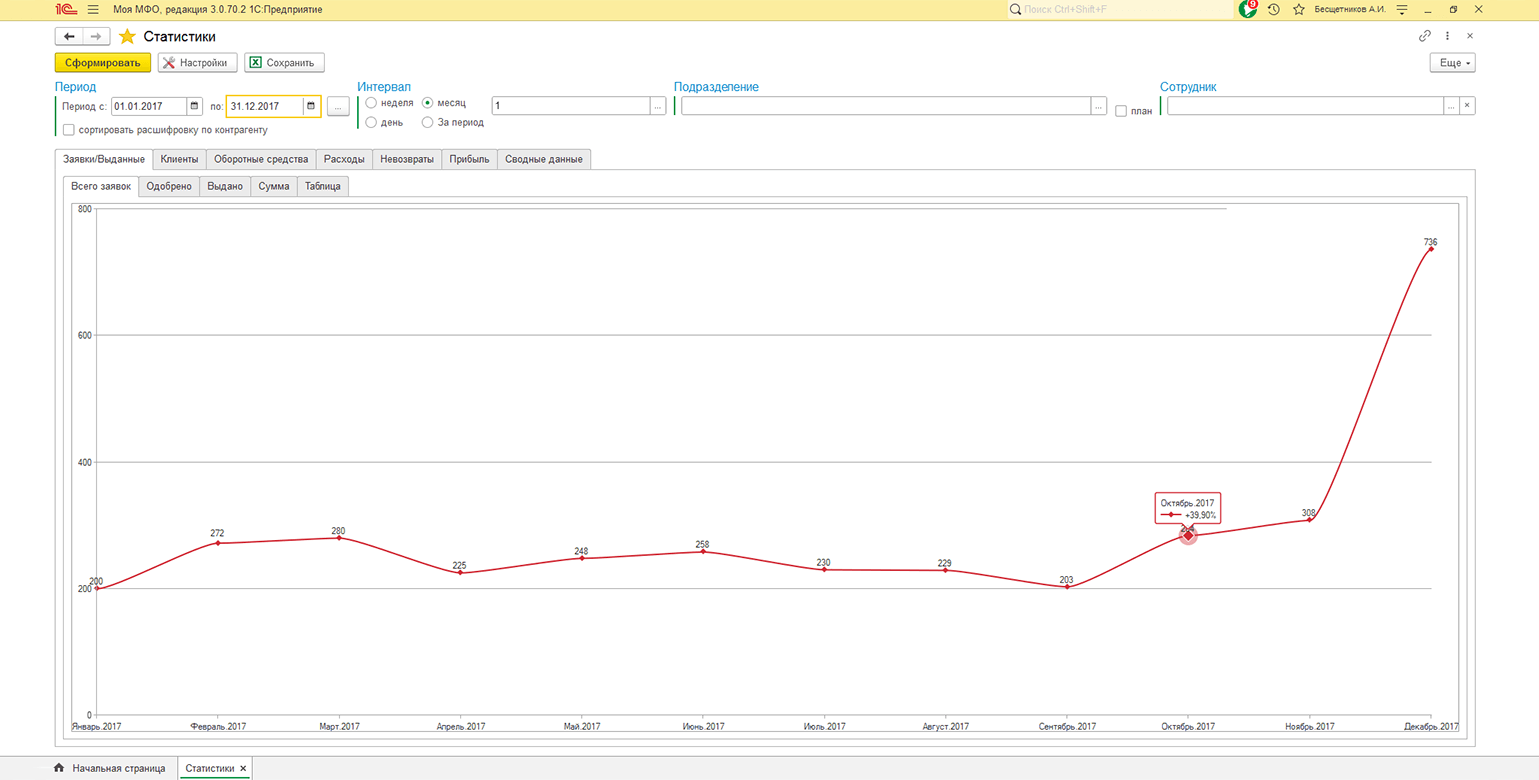 1С Моя МФО, редакция 3.0.70.2 1С:Предприятие Поиск Ctrl+Shift+F 9 Бесщетников А.И.
Статистики
Сформировать Настройки Сохранить Еще
Период Интервал Подразделение Сотрудник
Период с: 01.01.2017 по: 31.12.2017 ... неделя месяц 1 ... ... план ... ×
сортировать расшифровку по контрагенту день За период
Заявки/Выданные Клиенты Оборотные средства Расходы Невозвраты Прибыль Сводные данные
Всего заявок Одобрено Выдано Сумма Таблица
800
736
600
400
Октябрь.2017
+39,90%
308
272 280
258
248
225 230 229
200 203
200
0
Январь.2017 Февраль.2017 Март.2017 Апрель.2017 Май.2017 Июнь.2017 Июль.2017 Август.2017 Сентябрь.2017 Октябрь.2017 Ноябрь.2017 Декабрь.2017
Начальная страница Статистики ×